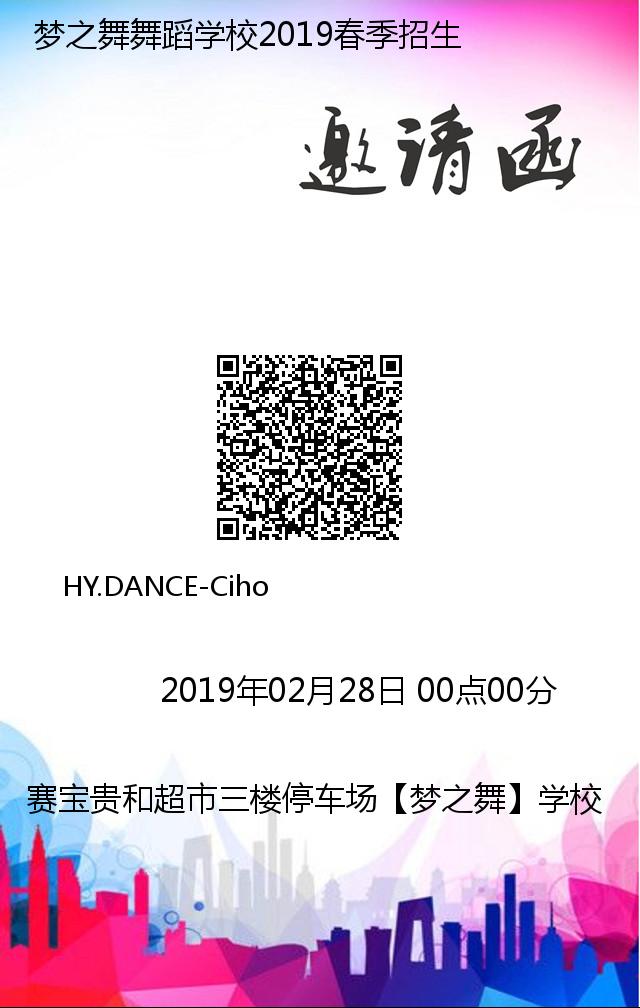 梦之舞舞蹈学校2019春季招生
邀请函
HY.DANCE-Ciho
2019年02月28日 00点00分
赛宝贵和超市三楼停车场【梦之舞】学校